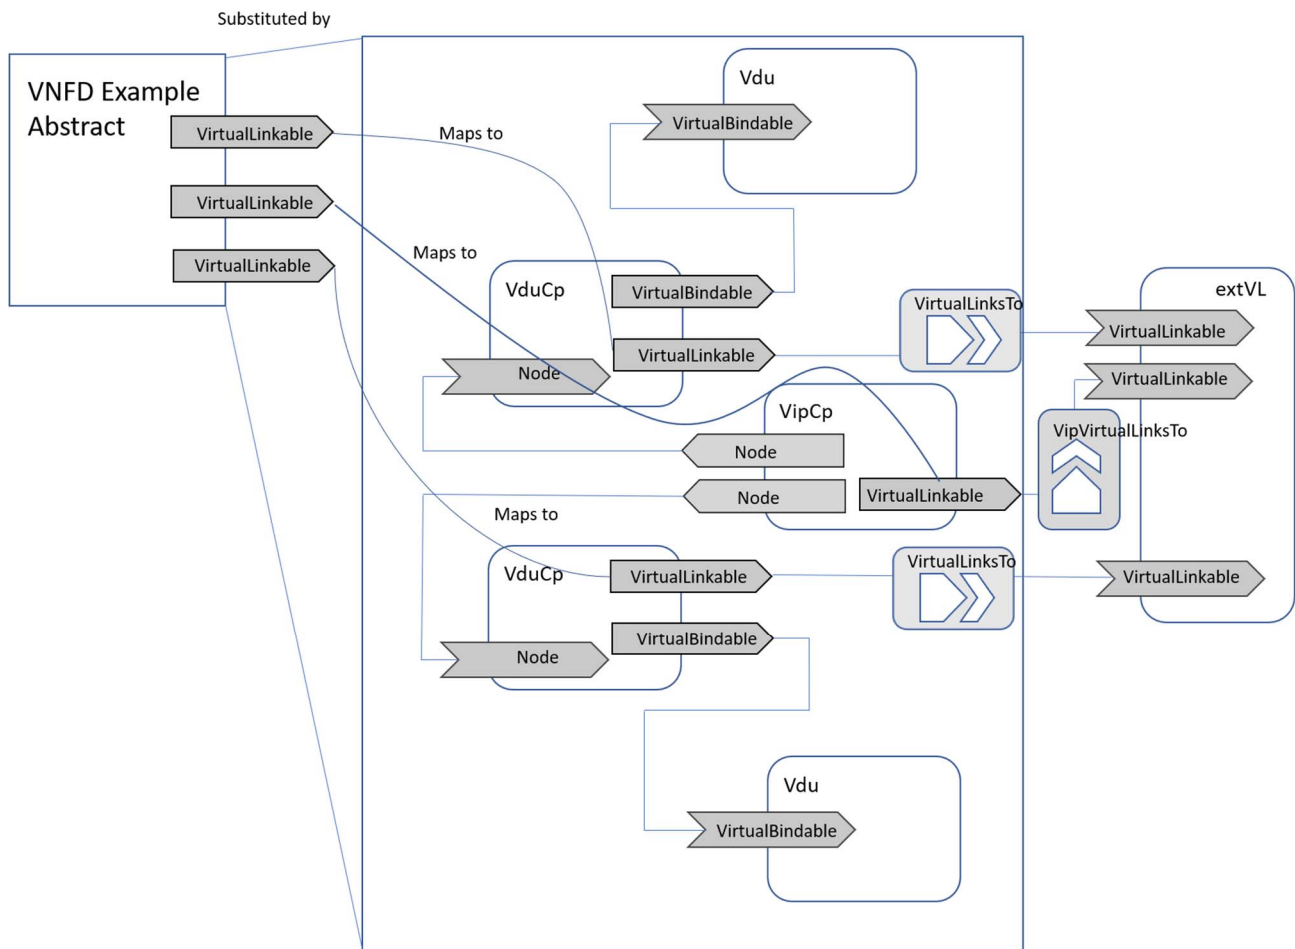 Substituted by
VNFD Example
Abstract
VirtualLinkable
VirtualLinkable
VirtualLinkable
Maps to
Maps to
Maps to
Vdu
VirtualBindable
VduCp
VirtualBindable
VirtualLinkable
Node
VirtualLinksTo
extVL
VirtualLinkable
VirtualLinkable
VipCp
Node
Node
VirtualLinkable
VipVirtualLinksTo
VduCp
VirtualLinkable
VirtualBindable
Node
VirtualLinksTo
VirtualLinkable
Vdu
VirtualBindable